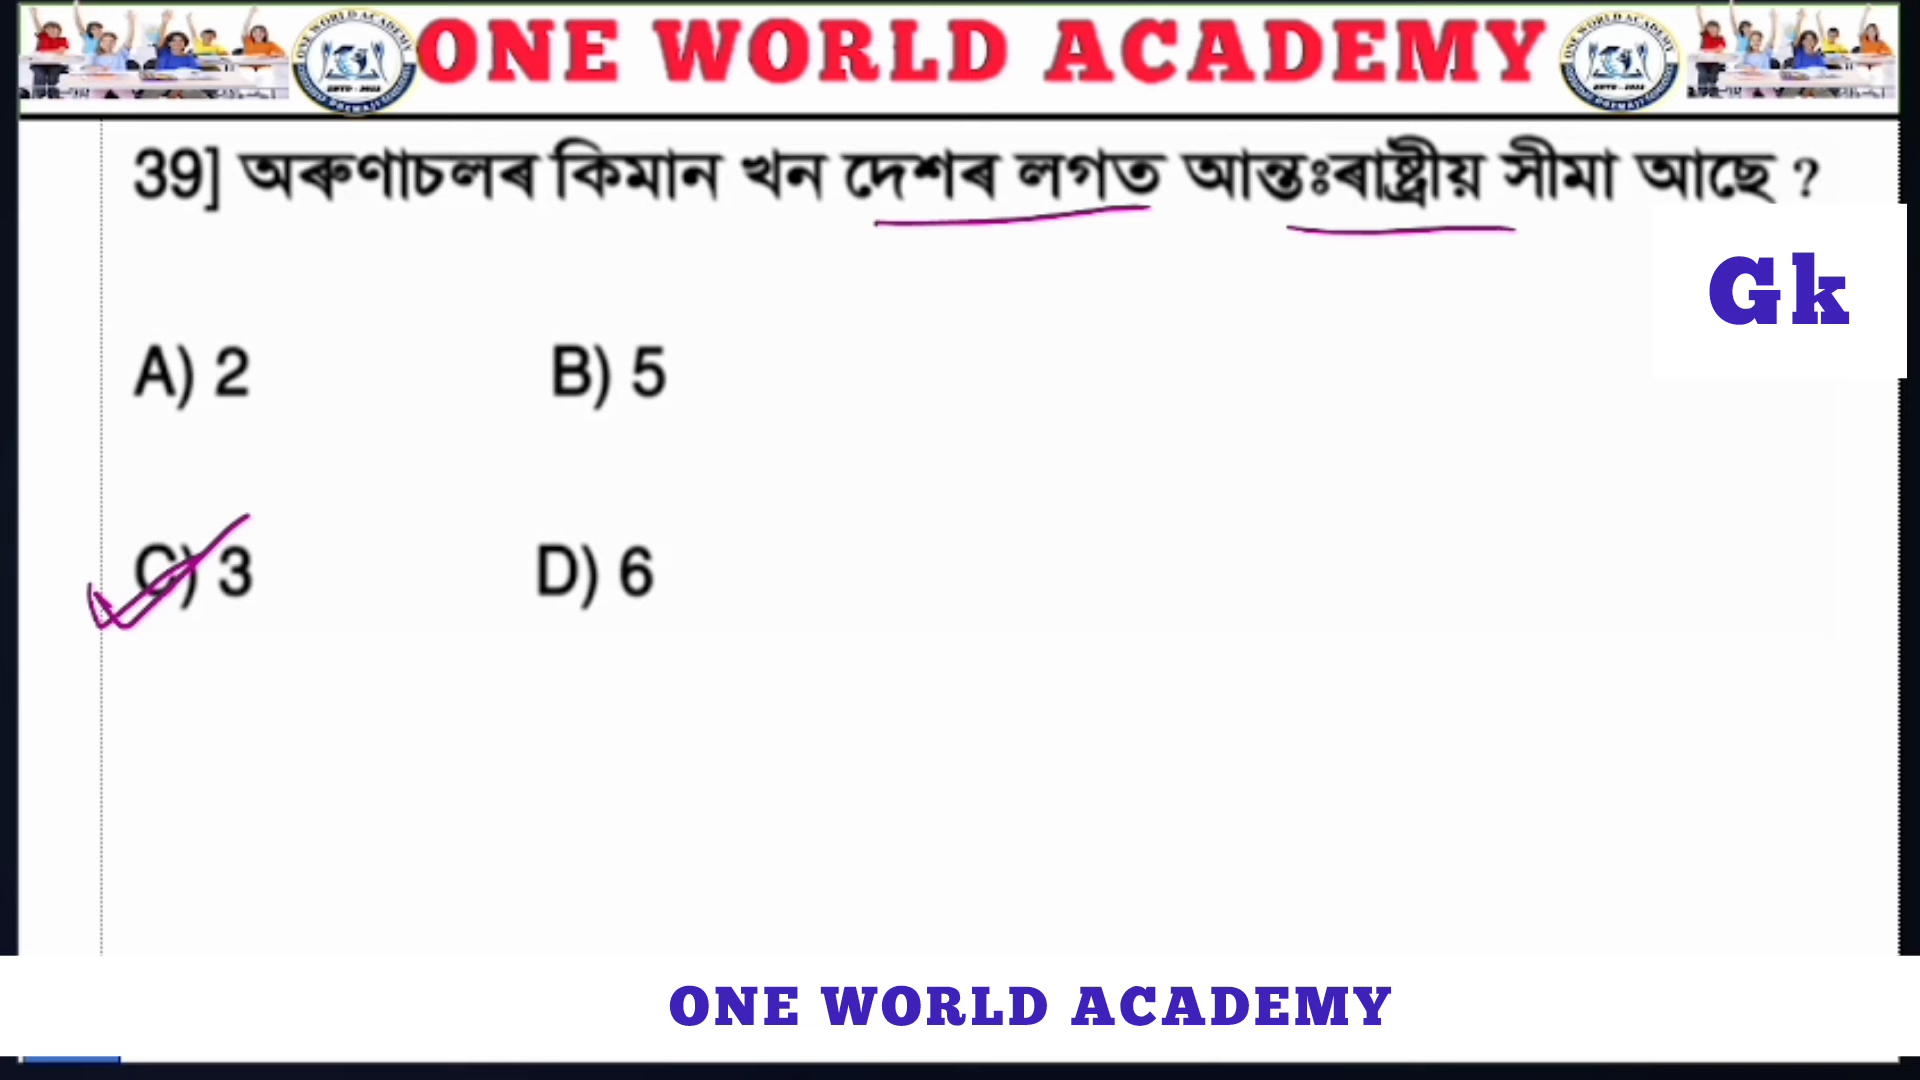 ONE WORLD ACADEMY
39] অৰুণাচলৰ কিমান খন দেশৰ লগত আন্তঃৰাষ্ট্ৰীয় সীমা আছে ?
Gk
A) 2 B) 5
C) 3 D) 6
ONE WORLD ACADEMY